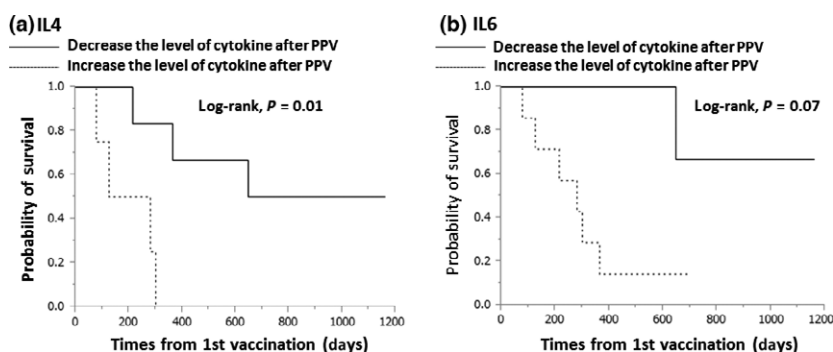 (a) IL4
Decrease the level of cytokine after PPV
Increase the level of cytokine after PPV
Log-rank, P = 0.01
Probability of survival
1.0
0.8
0.6
0.4
0.2
0.0
0 200 400 600 800 1000 1200
Times from 1st vaccination (days)
(b) IL6
Decrease the level of cytokine after PPV
Increase the level of cytokine after PPV
Log-rank, P = 0.07
Probability of survival
1.0
0.8
0.6
0.4
0.2
0.0
0 200 400 600 800 1000 1200
Times from 1st vaccination (days)